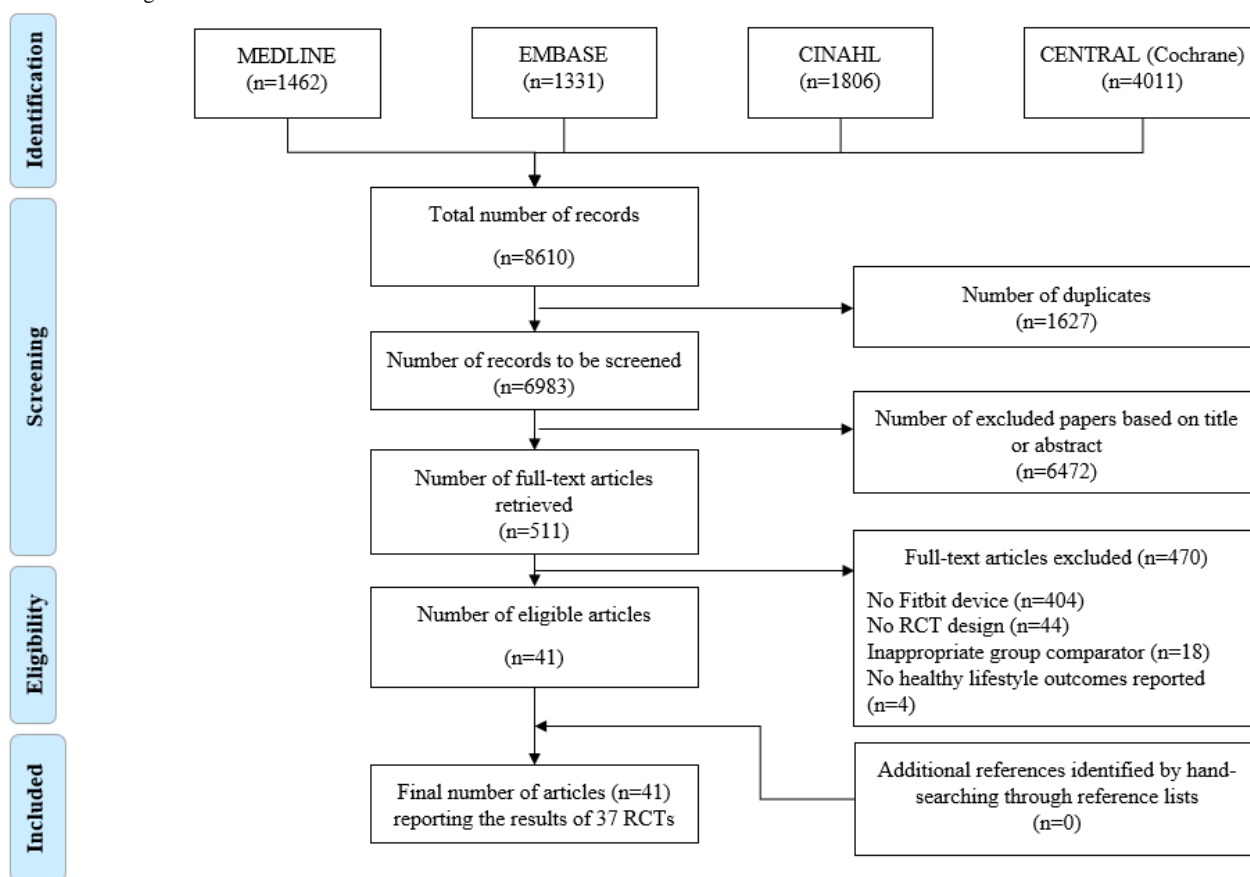 Identification
MEDLINE
(n=1462)
EMBASE
(n=1331)
CINAHL
(n=1806)
CENTRAL (Cochrane)
(n=4011)
Screening
Total number of records
(n=8610)
Number of duplicates
(n=1627)
Number of records to be screened
(n=6983)
Number of excluded papers based on title
or abstract
(n=6472)
Number of full-text articles
retrieved
(n=511)
Eligibility
Full-text articles excluded (n=470)
No Fitbit device (n=404)
No RCT design (n=44)
Inappropriate group comparator (n=18)
No healthy lifestyle outcomes reported
(n=4)
Number of eligible articles
(n=41)
Included
Final number of articles (n=41)
reporting the results of 37 RCTs
Additional references identified by hand-
searching through reference lists
(n=0)